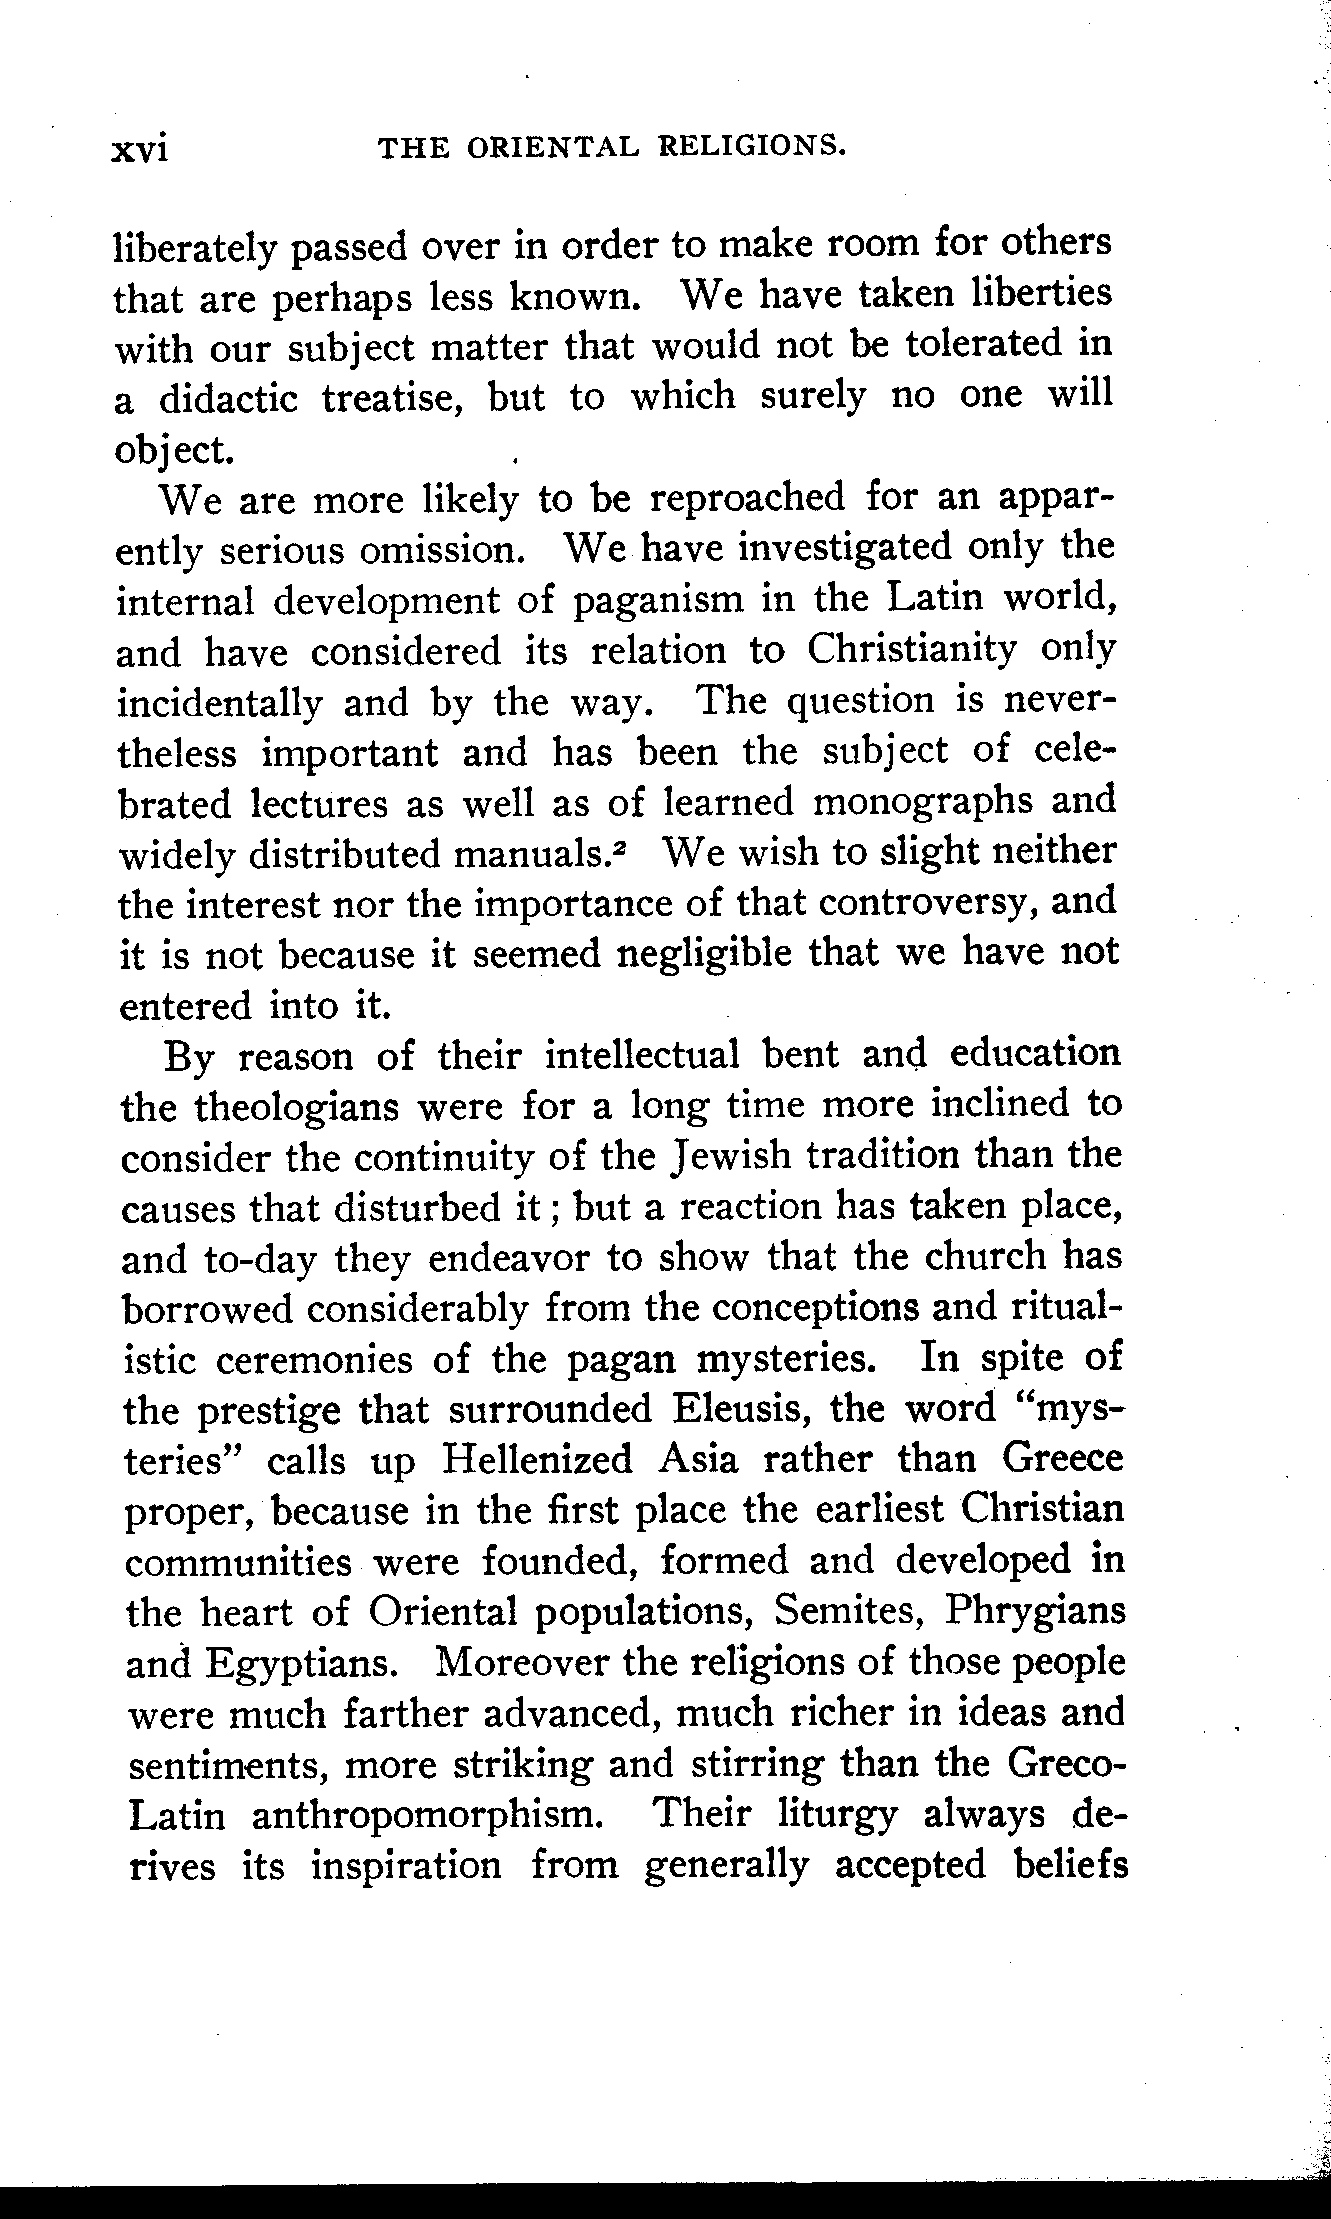 xvi THE ORIENTAL RELIGIONS.
liberately passed over in order to make room for others
that are perhaps less known. We have taken liberties
with our subject matter that would not be tolerated in
a didactic treatise, but to which surely no one will
object.
We are more likely to be reproached for an appar-
ently serious omission. We have investigated only the
internal development of paganism in the Latin world,
and have considered its relation to Christianity only
incidentally and by the way. The question is never-
theless important and has been the subject of cele-
brated lectures as well as of learned monographs and
widely distributed manuals.² We wish to slight neither
the interest nor the importance of that controversy, and
it is not because it seemed negligible that we have not
entered into it.
By reason of their intellectual bent and education
the theologians were for a long time more inclined to
consider the continuity of the Jewish tradition than the
causes that disturbed it; but a reaction has taken place,
and to-day they endeavor to show that the church has
borrowed considerably from the conceptions and ritual-
istic ceremonies of the pagan mysteries. In spite of
the prestige that surrounded Eleusis, the word "mys-
teries" calls up Hellenized Asia rather than Greece
proper, because in the first place the earliest Christian
communities were founded, formed and developed in
the heart of Oriental populations, Semites, Phrygians
and Egyptians. Moreover the religions of those people
were much farther advanced, much richer in ideas and
sentiments, more striking and stirring than the Greco-
Latin anthropomorphism. Their liturgy always de-
rives its inspiration from generally accepted beliefs